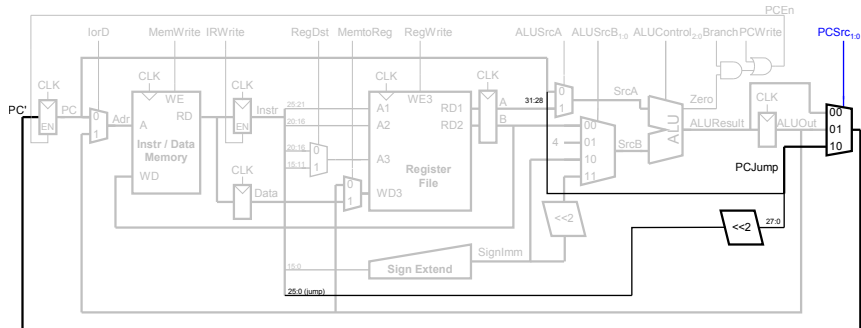 PCEn
IorD MemWrite IRWrite RegDst MemtoReg RegWrite ALUSrcA ALUSrcB1:0 ALUControl2:0 Branch PCWrite PCSrc1:0
CLK CLK CLK CLK CLK CLK
PC' PC EN 0 1 Adr A WE RD EN Instr 25:21 20:16 A1 A2 WE3 RD1 RD2 A B 31:28 0 1 SrcA Zero
Instr / Data Memory
WD
CLK
Data
20:16 15:11 0 1 A3
0 1 WD3
Register File
4 00 01 10 11 SrcB
ALU
ALUResult ALUOut 00 01 10
PCJump
<<2 <<2 27:0
SignImm
15:0 Sign Extend
25:0 (jump)